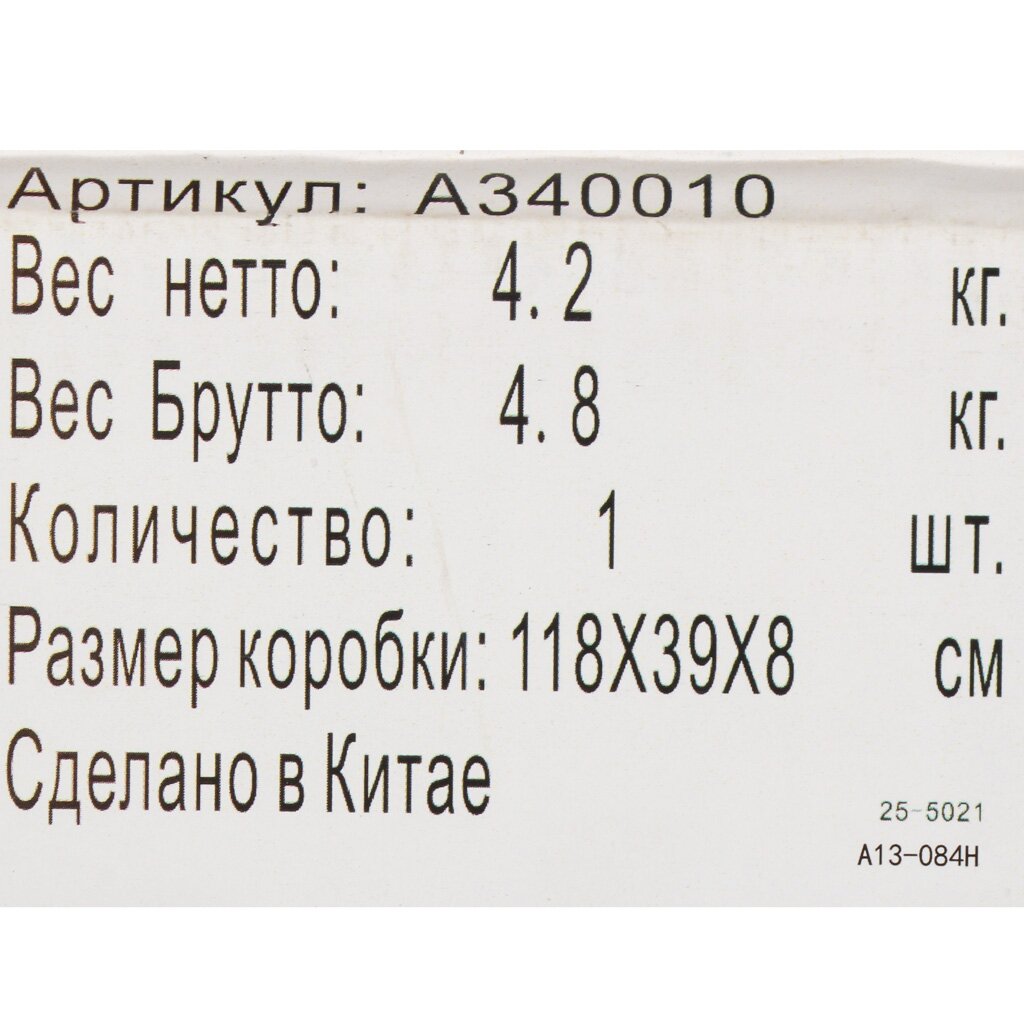 Артикул: А340010
Вес нетто: 4.2 кг.
Вес Брутто: 4.8 кг.
Количество: 1 шт.
Размер коробки: 118X39X8 см
Сделано в Китае
25-5021
A13-084H